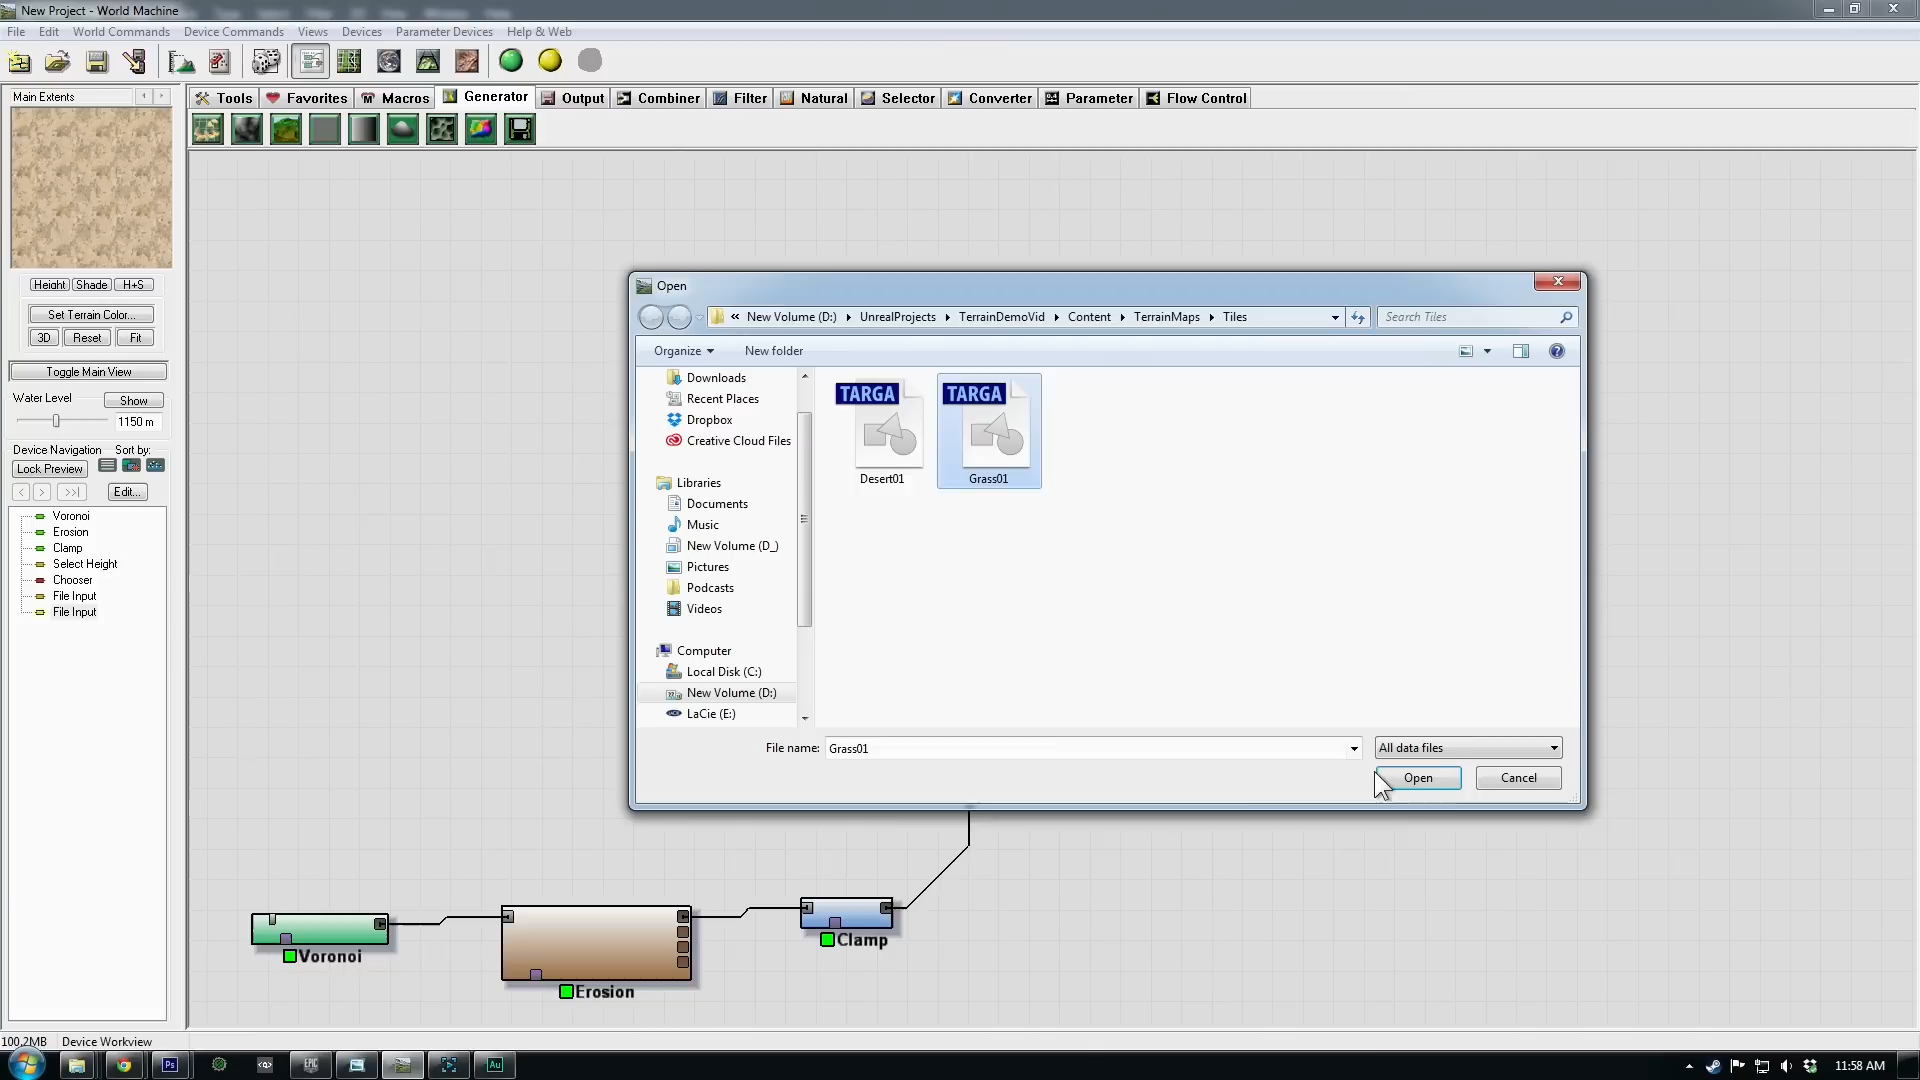 New Project - World Machine
File Edit World Commands Device Commands Views Devices Parameter Devices Help & Web
Main Extents
Tools Favorites Macros Generator Output Combiner Filter Natural Selector Converter Parameter Flow Control
Height Shade H+S
Set Terrain Color...
3D Reset Fit
Toggle Main View
Water Level Show
1150 m
Device Navigation Sort by:
Lock Preview
Edit...
Voronoi
Erosion
Clamp
Select Height
Chooser
File Input
File Input
Open
« New Volume (D:) UnrealProjects TerrainDemoVid Content TerrainMaps Tiles
Search Tiles
Organize New folder
Downloads
Recent Places
Dropbox
Creative Cloud Files
Libraries
Documents
Music
New Volume (D_)
Pictures
Podcasts
Videos
Computer
Local Disk (C:)
New Volume (D:)
LaCie (E:)
TARGA TARGA
Desert01 Grass01
File name: Grass01
All data files
Open Cancel
Voronoi
Erosion
Clamp
100,2MB Device Workview
Ps
EPIC
Au
11:58 AM